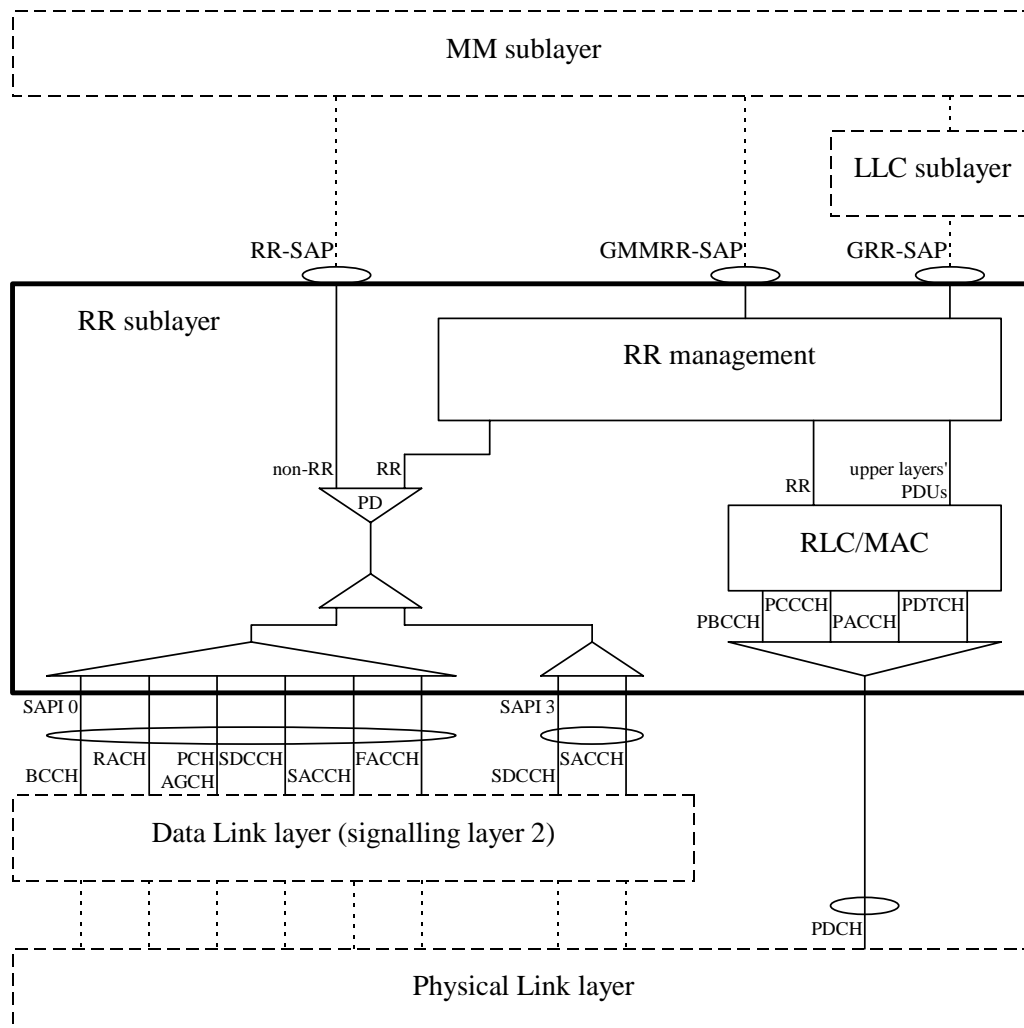 MM sublayer
LLC sublayer
RR-SAP
GMMRR-SAP
GRR-SAP
RR sublayer
RR management
non-RR
RR
PD
RR
upper layers'
PDUs
RLC/MAC
PBCCH
PCCCH
PACCH
PDTCH
SAPI 0
SAPI 3
BCCH
RACH
PCH
AGCH
SDCCH
SACCH
FACCH
SDCCH
SACCH
Data Link layer (signalling layer 2)
PDCH
Physical Link layer